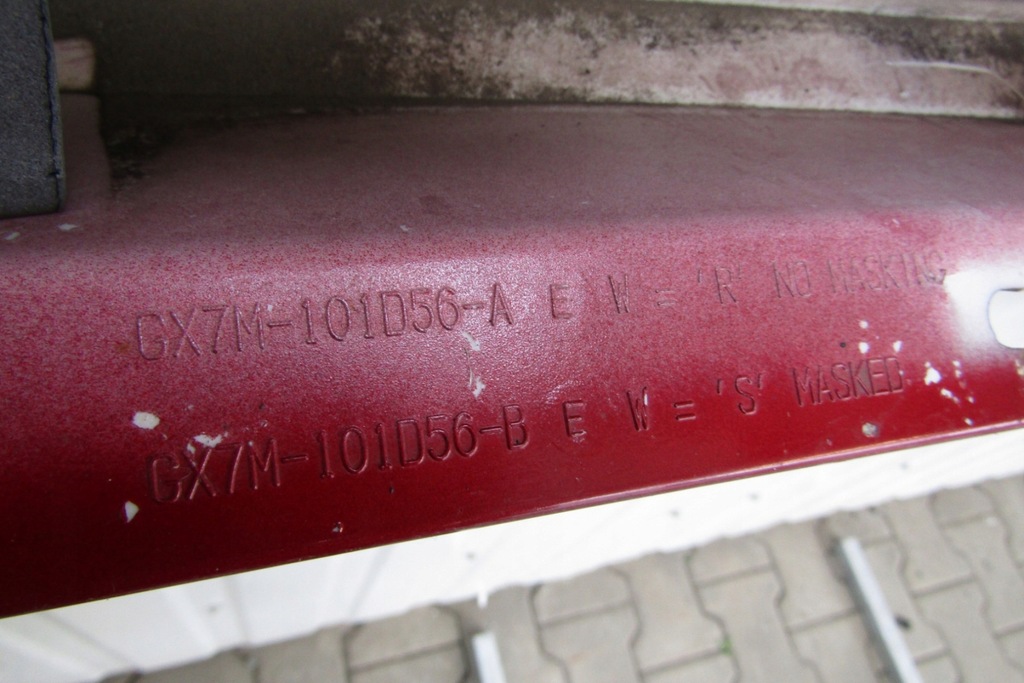 GX7M-101D56-A E W = 'R' NO MASKING
GX7M-101D56-B E W = 'S' MASKED